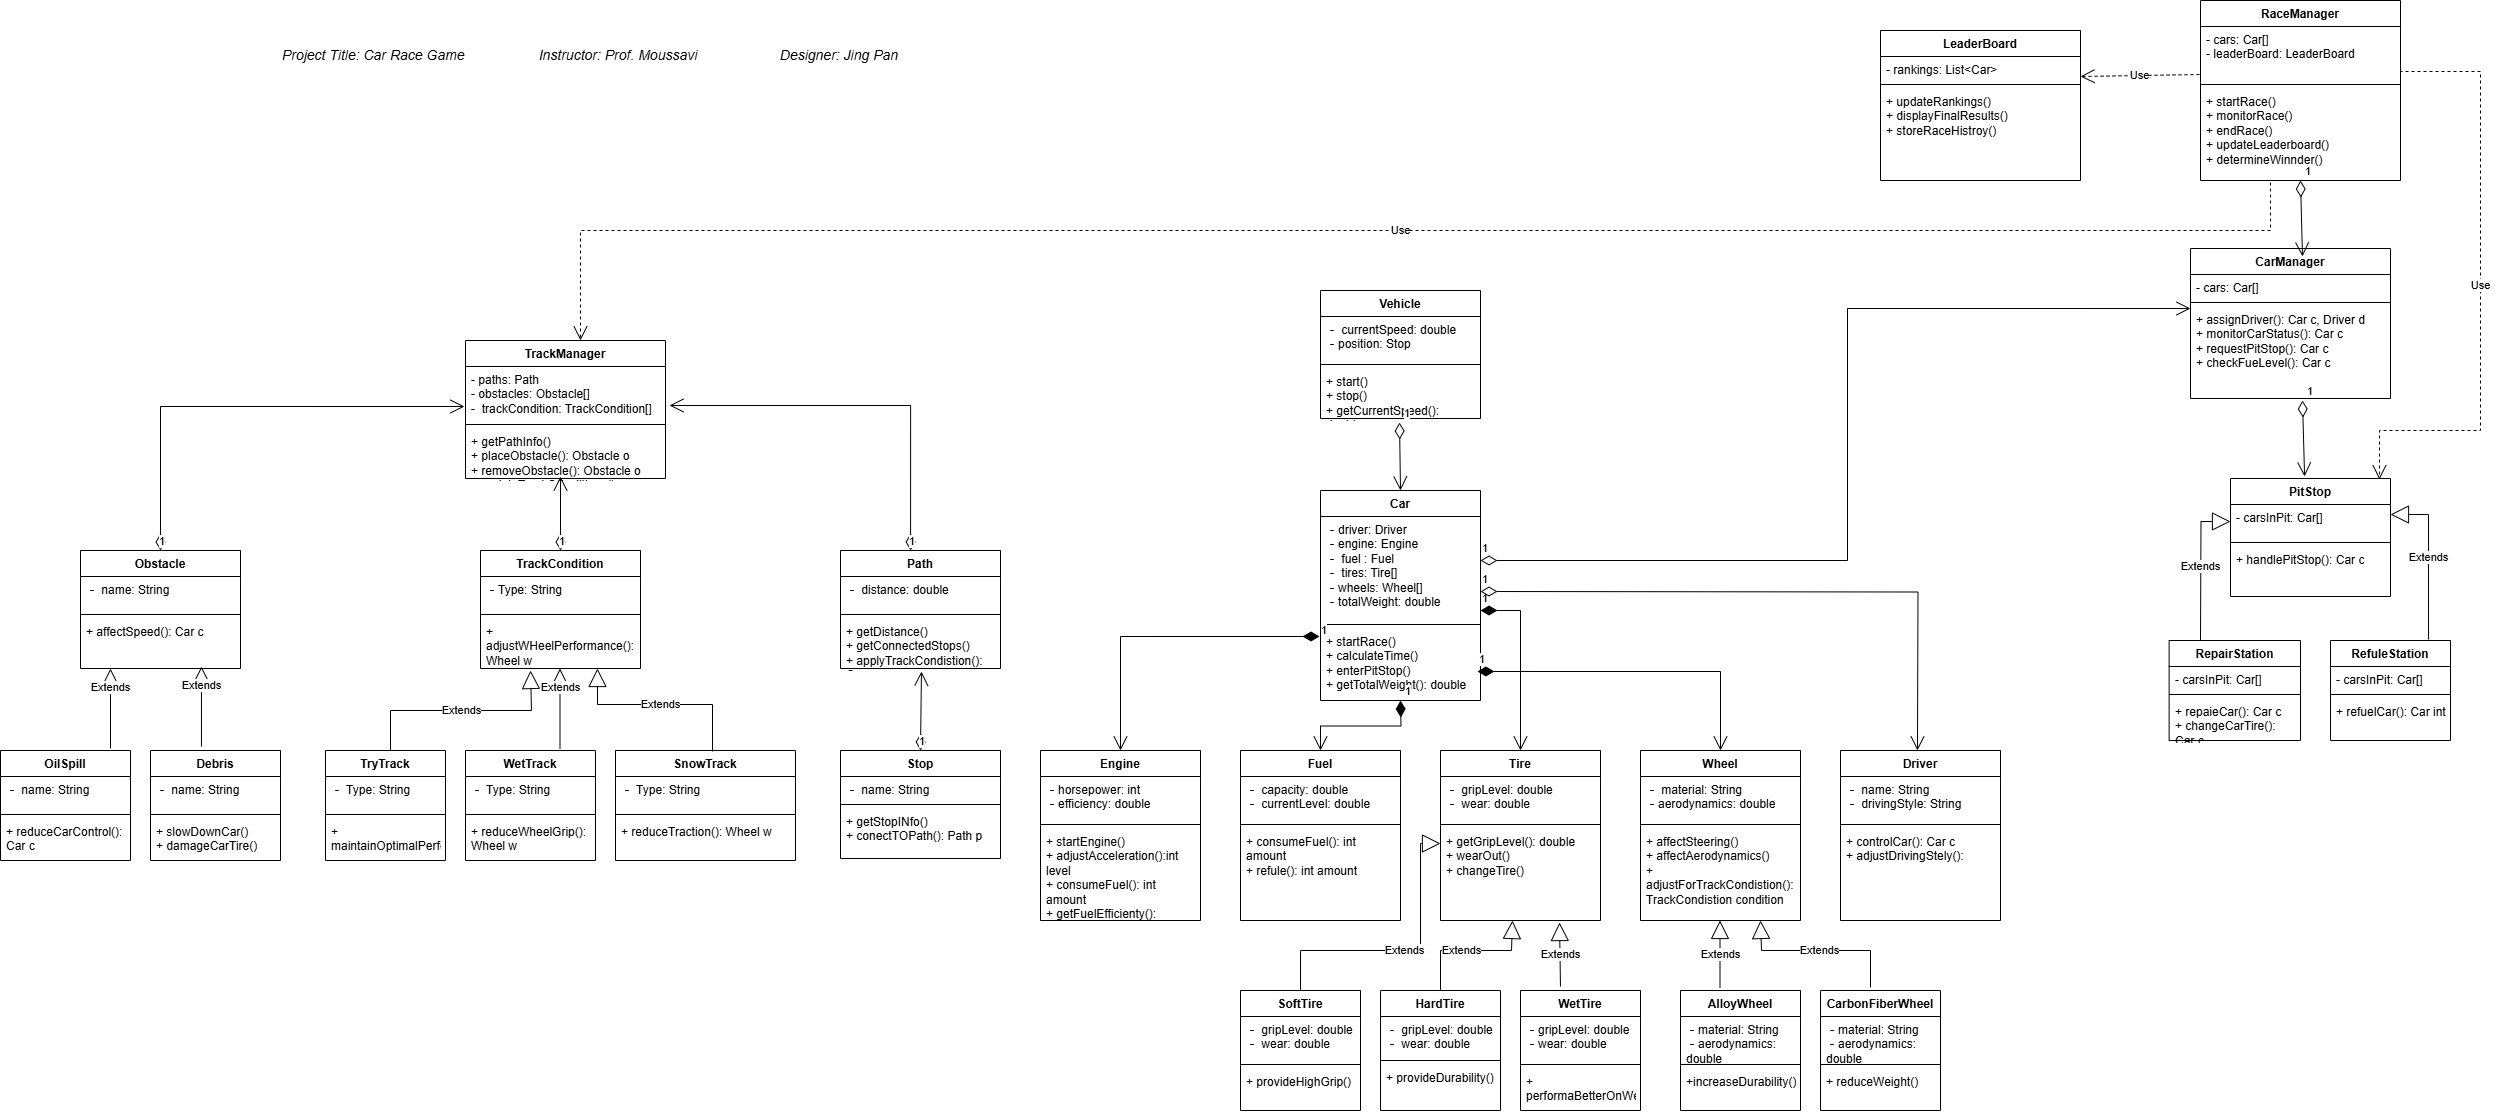 Project Title: Car Race Game
Instructor: Prof. Moussavi
Designer: Jing Pan
LeaderBoard
- rankings: List<Car>
+ updateRankings()
+ displayFinalResults()
+ storeRaceHistroy()
Use
RaceManager
- cars: Car[]
- leaderBoard: LeaderBoard
+ startRace()
+ monitorRace()
+ endRace()
+ updateLeaderboard()
+ determineWinnder()
1
Use
Use
CarManager
- cars: Car[]
+ assignDriver(): Car c, Driver d
+ monitorCarStatus(): Car c
+ requestPitStop(): Car c
+ checkFueLevel(): Car c
1
Vehicle
- currentSpeed: double
- position: Stop
+ start()
+ stop()
+ getCurrentSpeed():
1
TrackManager
- paths: Path
- obstacles: Obstacle[]
- trackCondition: TrackCondition[]
+ getPathInfo()
+ placeObstacle(): Obstacle o
+ removeObstacle(): Obstacle o
1
1
1
Obstacle
- name: String
+ affectSpeed(): Car c
Extends
Extends
TrackCondition
- Type: String
+
adjustWHeelPerformance():
Wheel w
Extends
Extends
Extends
Path
- distance: double
+ getDistance()
+ getConnectedStops()
+ applyTrackCondistion():
1
Car
- driver: Driver
- engine: Engine
- fuel : Fuel
- tires: Tire[]
- wheels: Wheel[]
- totalWeight: double
+ startRace()
+ calculateTime()
+ enterPitStop()
+ getTotalWeight(): double
1
1
1
1
1
1
PitStop
- carsInPit: Car[]
+ handlePitStop(): Car c
Extends
Extends
RepairStation
- carsInPit: Car[]
+ repaieCar(): Car c
+ changeCarTire():
Car c
RefuleStation
- carsInPit: Car[]
+ refuelCar(): Car int
OilSpill
- name: String
+ reduceCarControl():
Car c
Debris
- name: String
+ slowDownCar()
+ damageCarTire()
TryTrack
- Type: String
+
maintainOptimalPerf
WetTrack
- Type: String
+ reduceWheelGrip():
Wheel w
SnowTrack
- Type: String
+ reduceTraction(): Wheel w
Stop
- name: String
+ getStopINfo()
+ conectTOPath(): Path p
Engine
- horsepower: int
- efficiency: double
+ startEngine()
+ adjustAcceleration():int
level
+ consumeFuel(): int
amount
+ getFuelEfficienty():
Fuel
- capacity: double
- currentLevel: double
+ consumeFuel(): int
amount
+ refule(): int amount
Tire
- gripLevel: double
- wear: double
+ getGripLevel(): double
+ wearOut()
+ changeTire()
Wheel
- material: String
- aerodynamics: double
+ affectSteering()
+ affectAerodynamics()
+
adjustForTrackCondistion():
TrackCondistion condition
Driver
- name: String
- drivingStyle: String
+ controlCar(): Car c
+ adjustDrivingStely():
Extends
Extends
Extends
Extends
Extends
SoftTire
- gripLevel: double
- wear: double
+ provideHighGrip()
HardTire
- gripLevel: double
- wear: double
+ provideDurability()
WetTire
- gripLevel: double
- wear: double
+
performaBetterOnWe
AlloyWheel
- material: String
- aerodynamics:
double
+increaseDurability()
CarbonFiberWheel
- material: String
- aerodynamics:
double
+ reduceWeight()